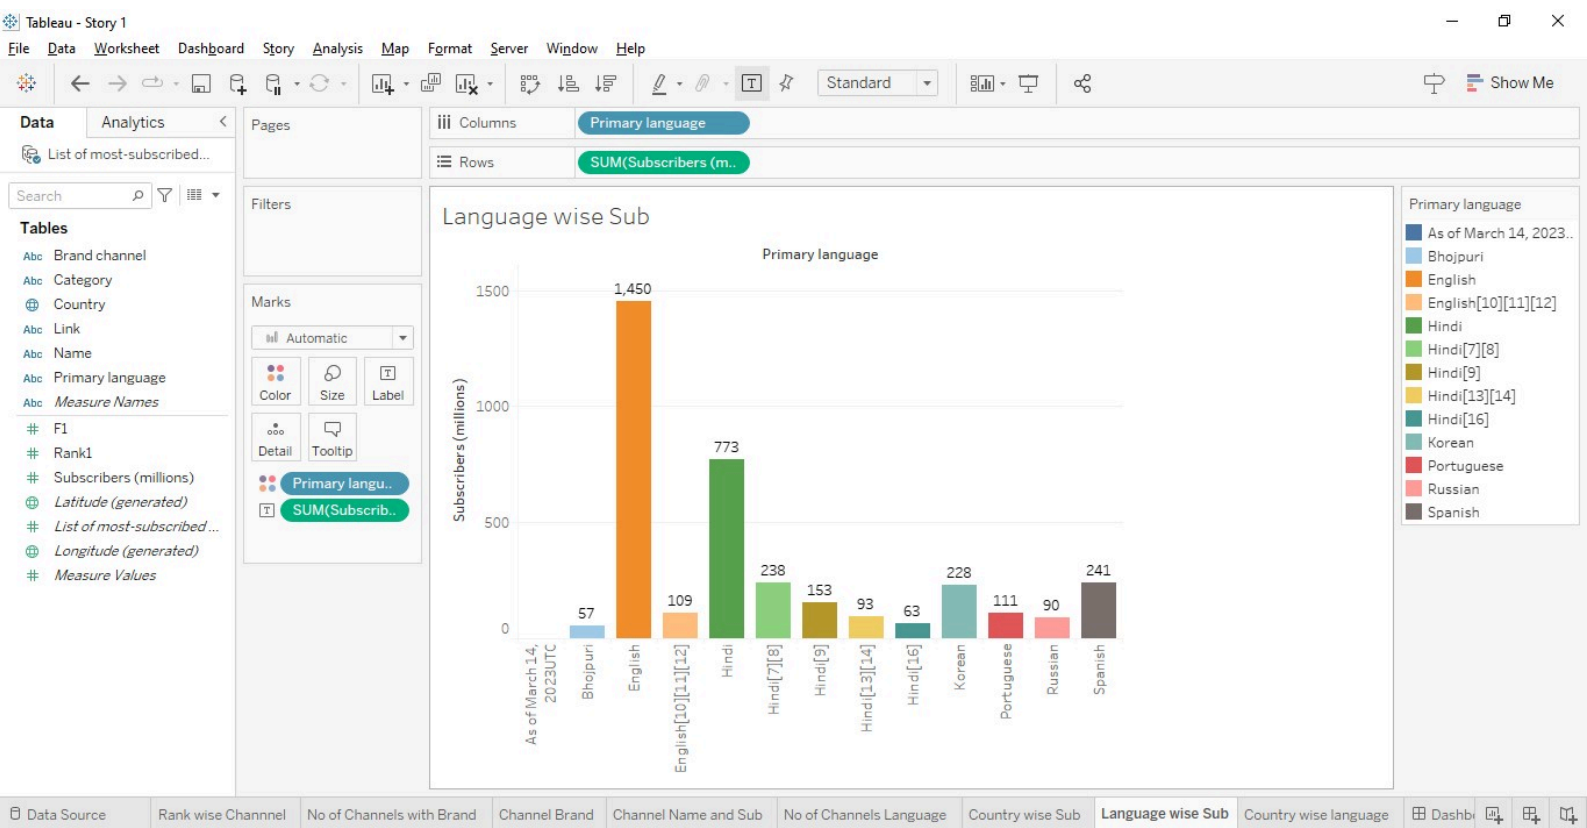 Tableau - Story 1
File Data Worksheet Dashboard Story Analysis Map Format Server Window Help
Standard
Show Me
Data Analytics
List of most-subscribed...
Search
Tables
Abc Brand channel
Abc Category
Country
Abc Link
Abc Name
Abc Primary language
Abc Measure Names
# F1
# Rank1
# Subscribers (millions)
Latitude (generated)
# List of most-subscribed ...
Longitude (generated)
# Measure Values
Pages
Filters
Marks
Automatic
Color Size Label
Detail Tooltip
Primary langu..
SUM(Subscrib..
Columns Primary language
Rows SUM(Subscribers (m..
Language wise Sub
Primary language
Subscribers (millions)
1500
1000
500
0
57
1,450
109
773
238
153
93
63
228
111
90
241
As of March 14,
2023UTC
Bhojpuri
English
English[10][11][12]
Hindi
Hindi[7][8]
Hindi[9]
Hindi[13][14]
Hindi[16]
Korean
Portuguese
Russian
Spanish
Primary language
As of March 14, 2023..
Bhojpuri
English
English[10][11][12]
Hindi
Hindi[7][8]
Hindi[9]
Hindi[13][14]
Hindi[16]
Korean
Portuguese
Russian
Spanish
Data Source Rank wise Channnel No of Channels with Brand Channel Brand Channel Name and Sub No of Channels Language Country wise Sub Language wise Sub Country wise language Dashb